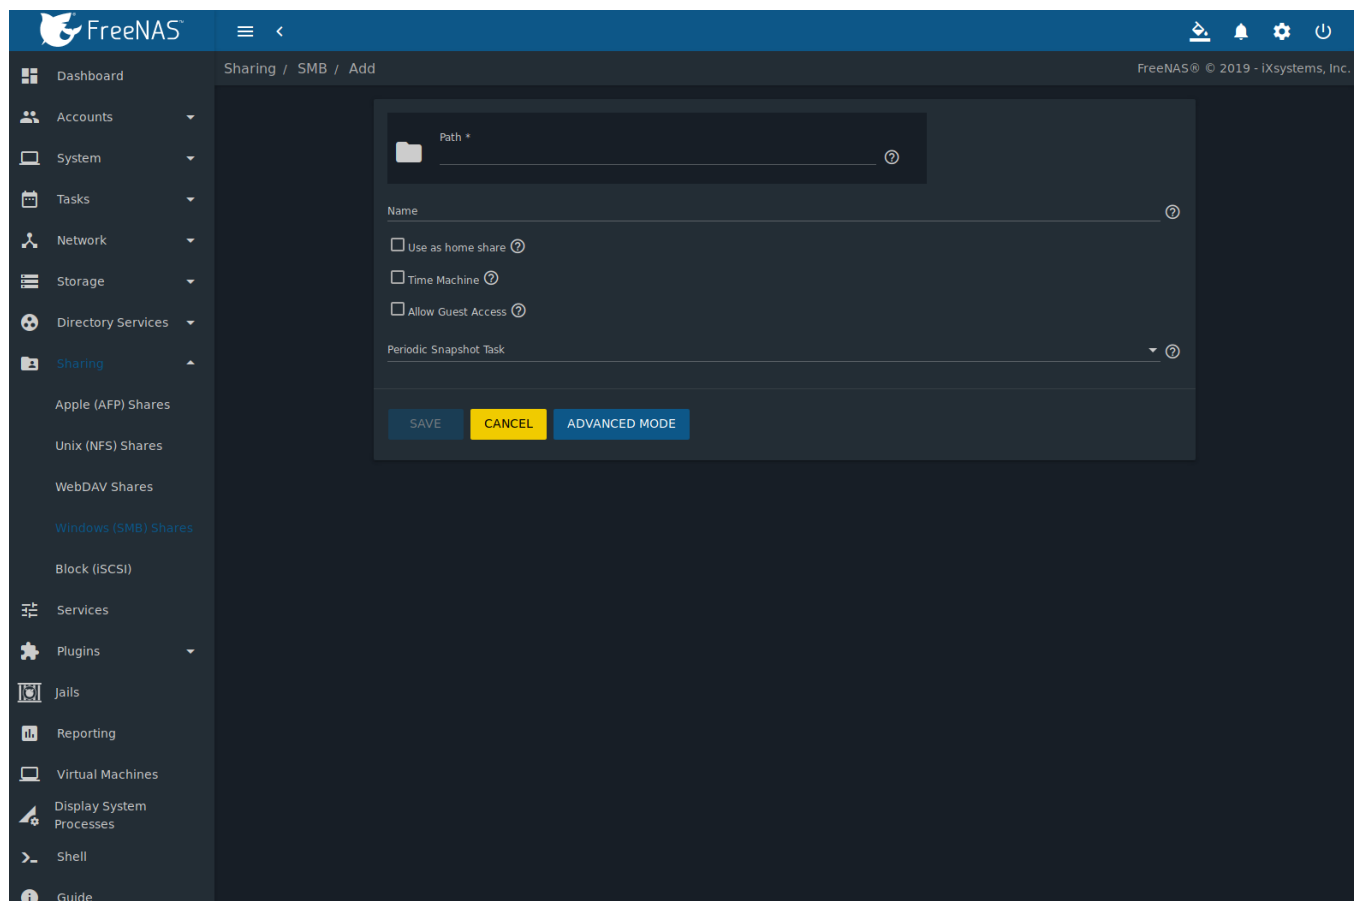 FreeNAS™
Sharing / SMB / Add
FreeNAS® © 2019 - iXsystems, Inc.
Dashboard
Accounts
System
Tasks
Network
Storage
Directory Services
Sharing
Apple (AFP) Shares
Unix (NFS) Shares
WebDAV Shares
Windows (SMB) Shares
Block (iSCSI)
Services
Plugins
Jails
Reporting
Virtual Machines
Display System
Processes
Shell
Guide
Path *
Name
Use as home share
Time Machine
Allow Guest Access
Periodic Snapshot Task
SAVE
CANCEL
ADVANCED MODE